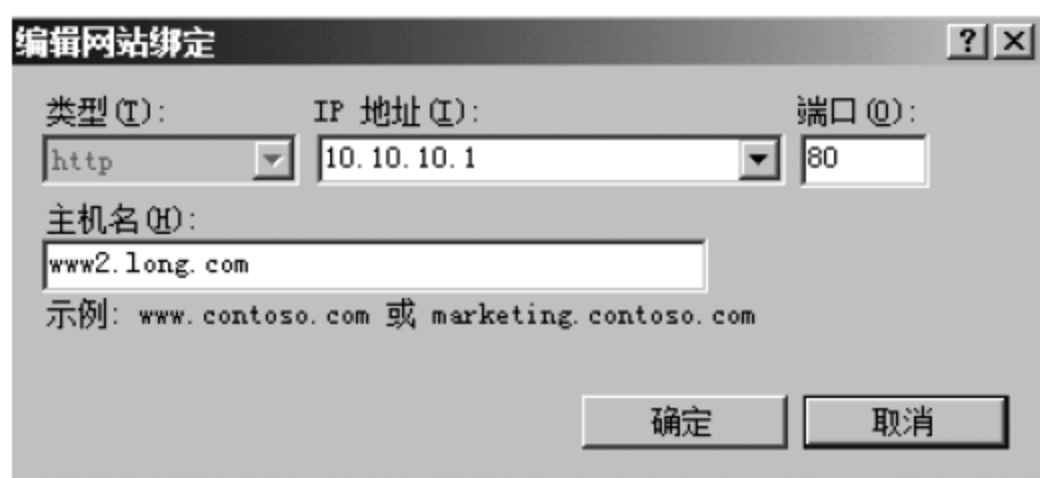 编辑网站绑定
类型(T): IP 地址(I): 端口(O):
http 10.10.10.1 80
主机名(H):
www2.long.com
示例: www.contoso.com 或 marketing.contoso.com
确定 取消